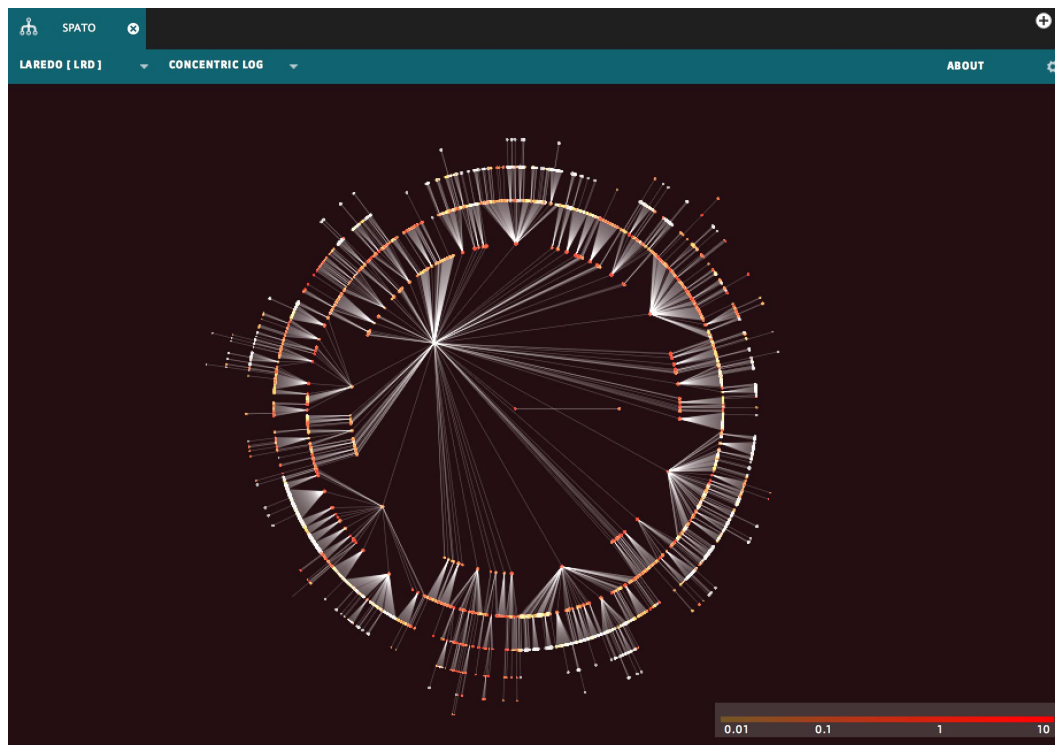 SPATO
LAREDO [ LRD ]
CONCENTRIC LOG
ABOUT
0.01 0.1 1 10